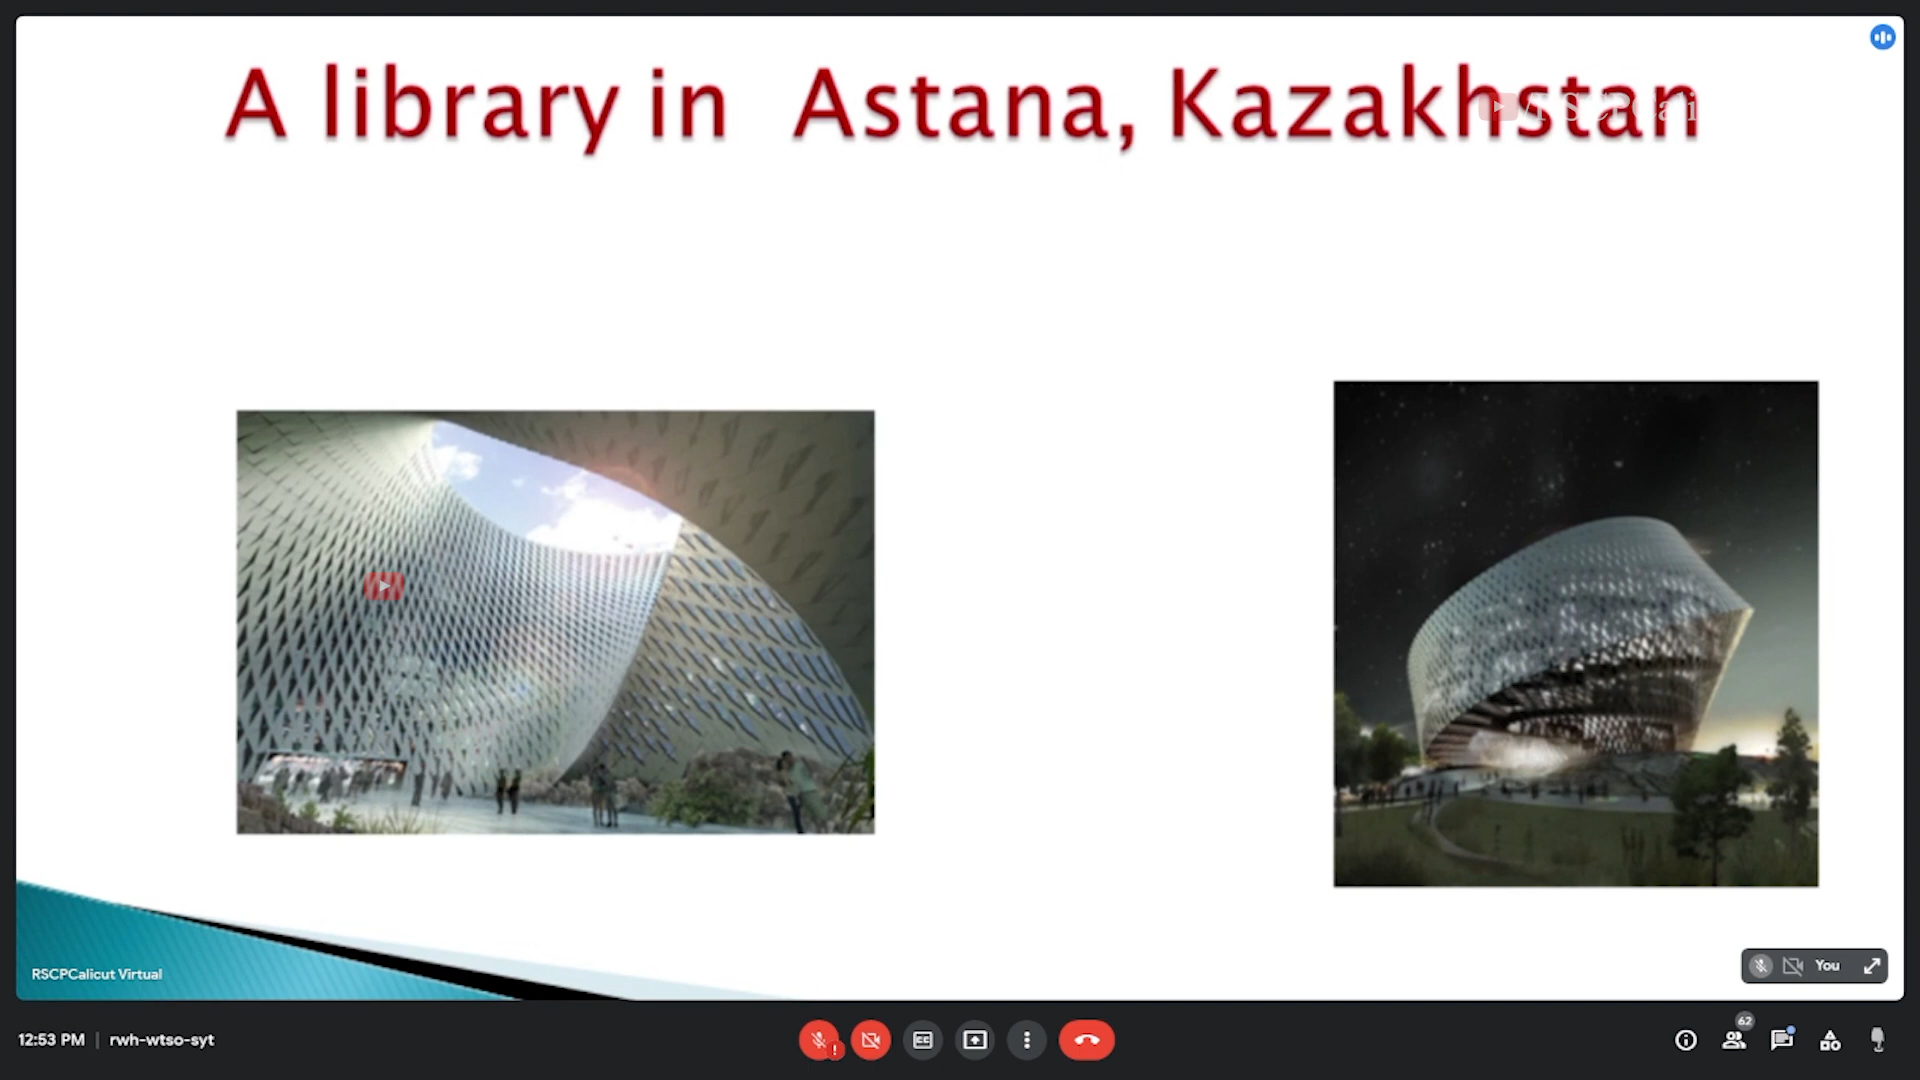 A library in Astana, Kazakhstan
RSCPCalicut Virtual
You
12:53 PM | rwh-wtso-syt
62